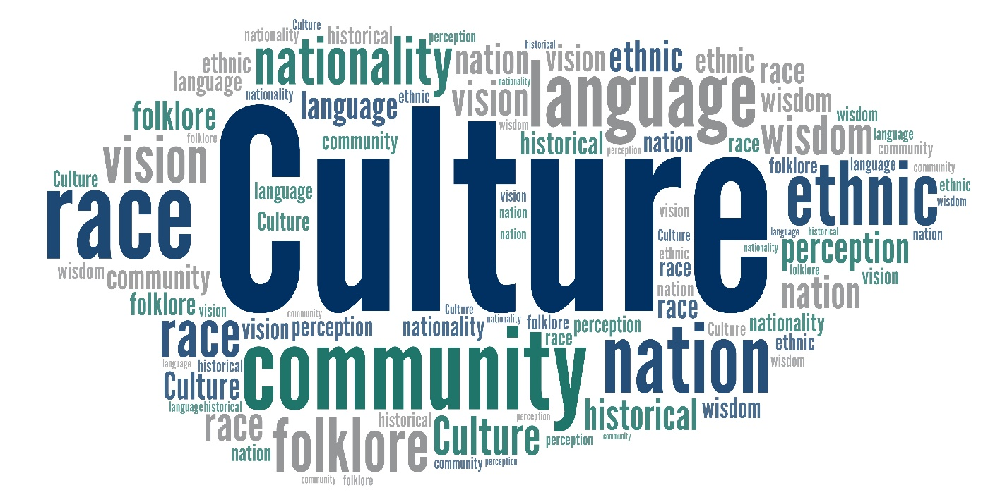 Culture
nationality historical perception
ethnic nationality nation historical vision ethnic ethnic race
language nationality language ethnic vision nationality language wisdom
folklore wisdom wisdom
folklore community historical perception nation race wisdom language community
vision
Culture language Culture folklore language community
race Culture vision nation nation vision Culture ethnic race nation race ethnic ethnic wisdom
language historical nation
nationality perception
wisdom community folklore vision
nation
folklore vision community Culture
race vision perception nationality nationality folklore perception Culture nationality
race nation ethnic
language historical community wisdom
Culture
language historical historical wisdom
race folklore historical perception Culture perception community
nation community perception
community folklore